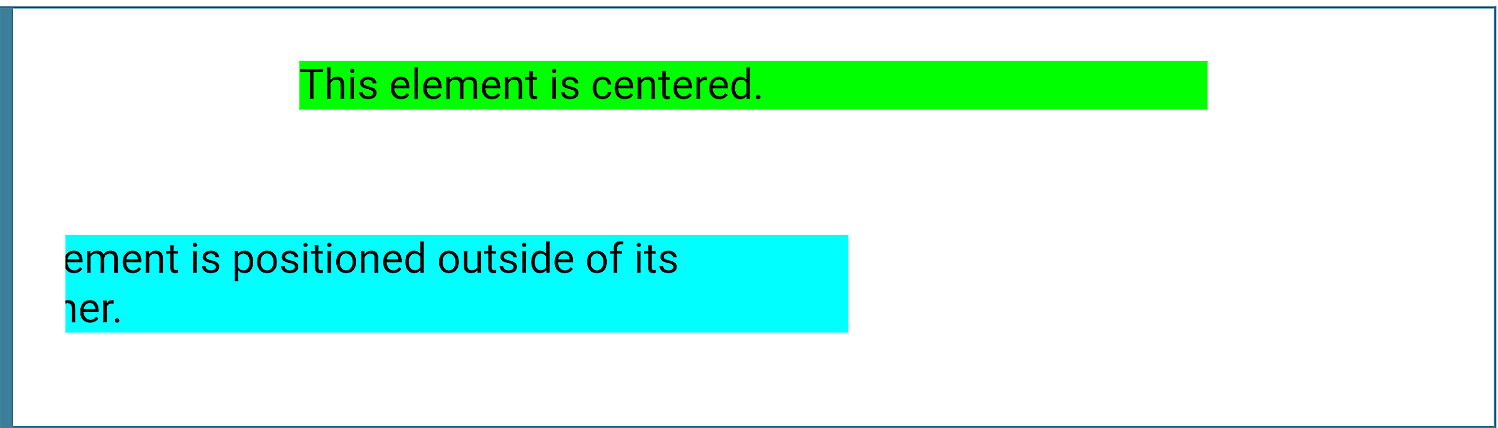 This element is centered.
ement is positioned outside of its
ner.